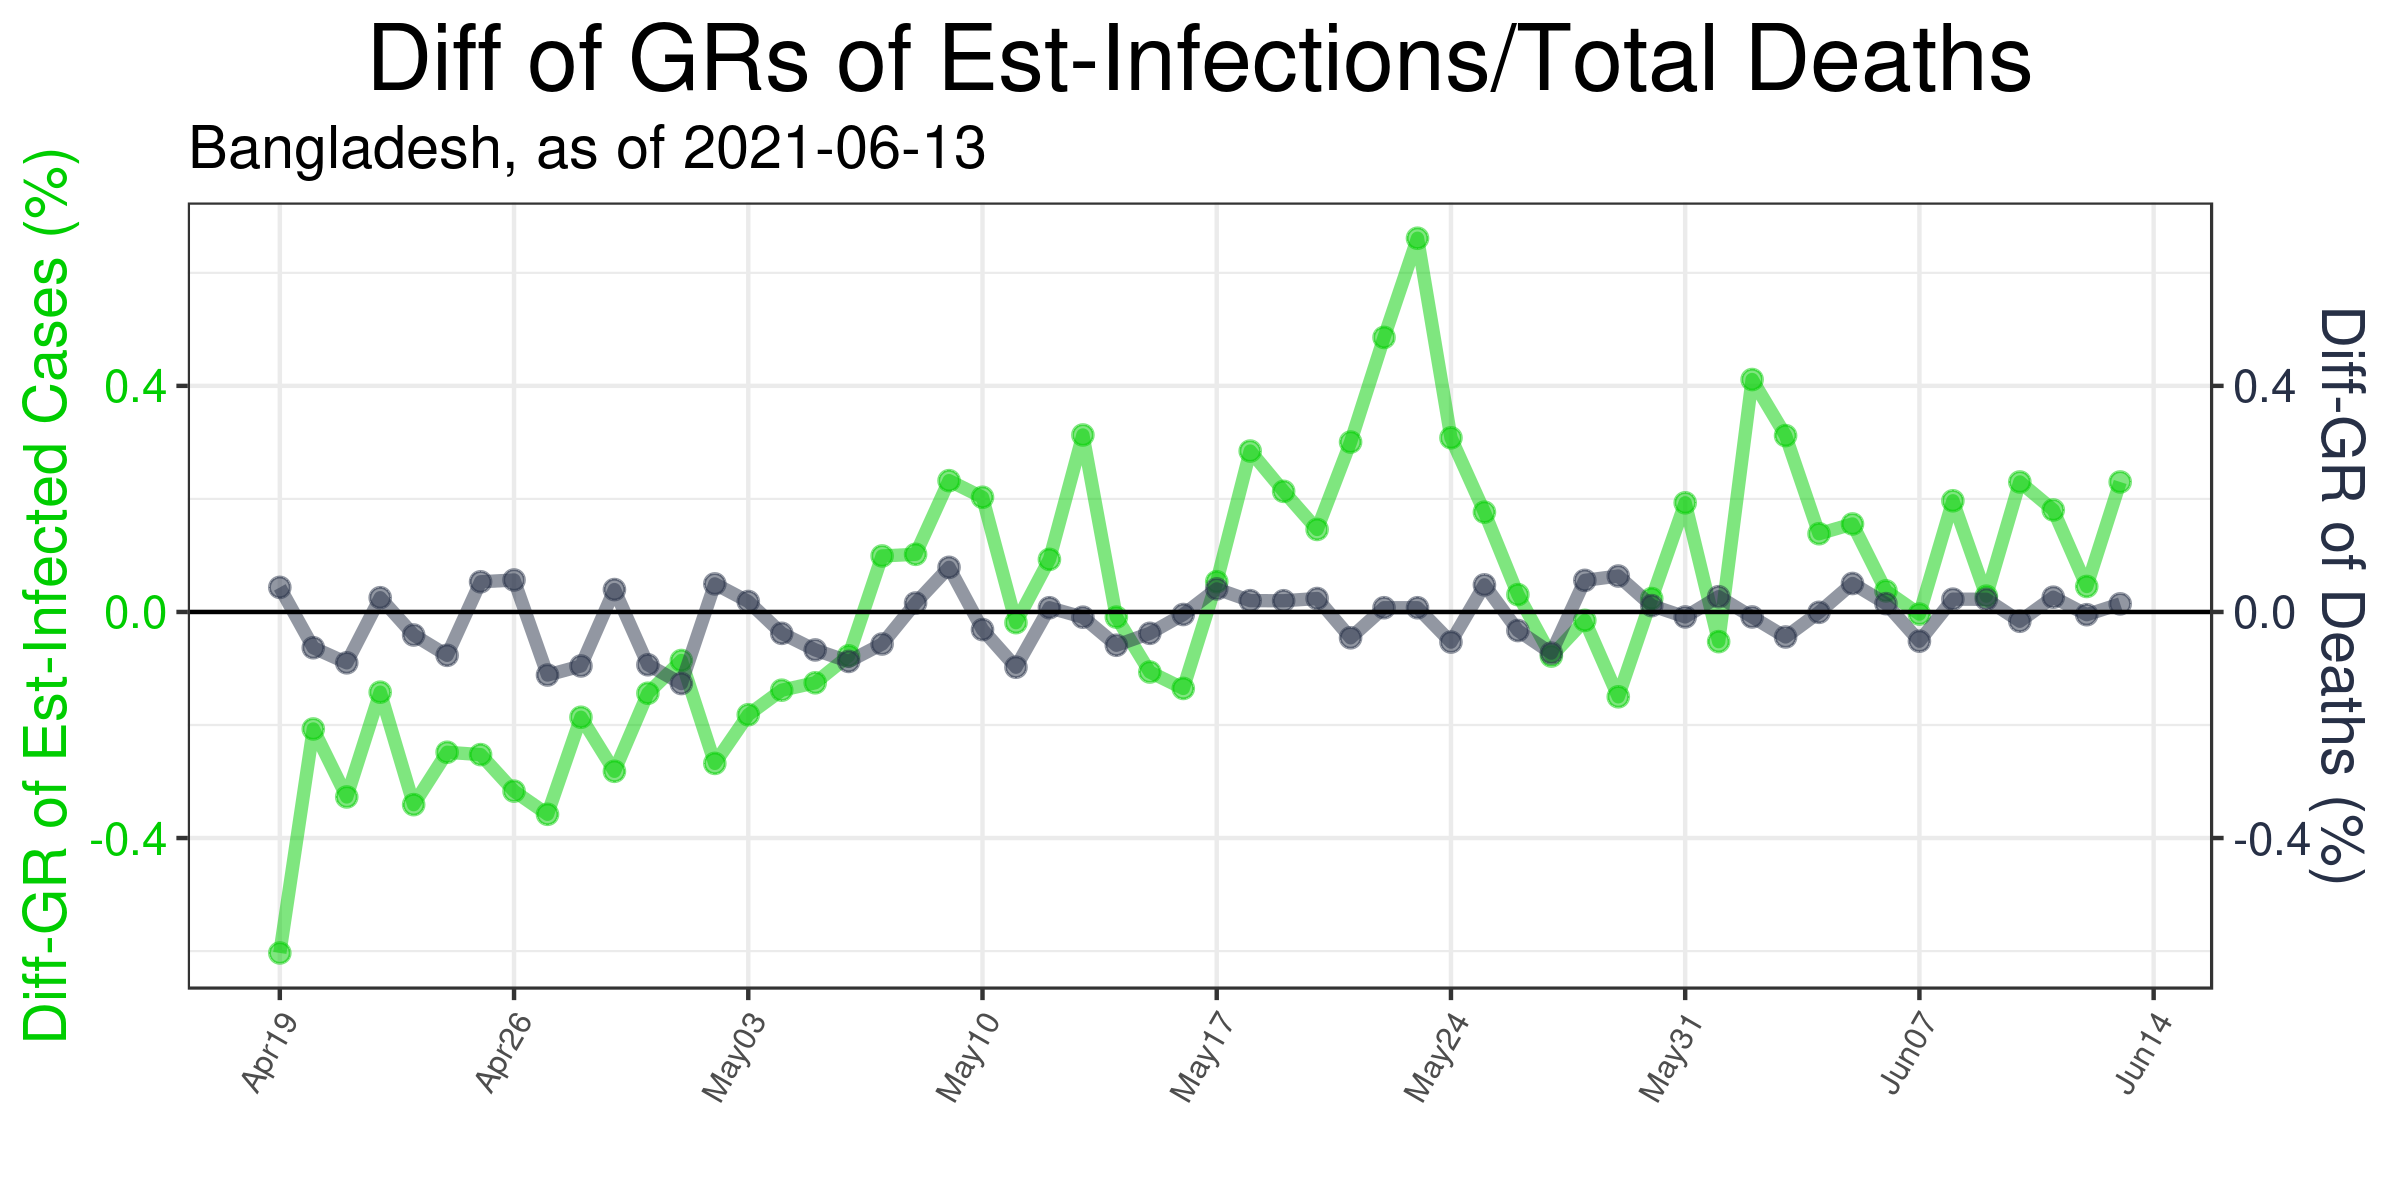 Diff of GRs of Est-Infections/Total Deaths
Bangladesh, as of 2021-06-13
Diff-GR of Est-Infected Cases (%)
0.4
0.0
-0.4
0.4
0.0
-0.4
Diff-GR of Deaths (%)
Apr19
Apr26
May03
May10
May17
May24
May31
Jun07
Jun14